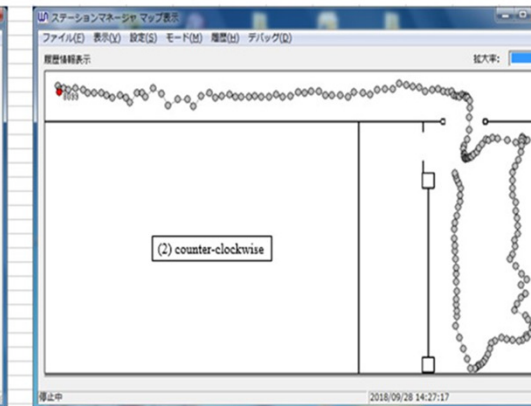 ステーションマネージャ マップ表示
ファイル(F) 表示(V) 設定(S) モード(M) 履歴(H) デバッグ(D)
履歴情報表示
拡大率:
8099
(2) counter-clockwise
停止中
2018/09/28 14:27:17